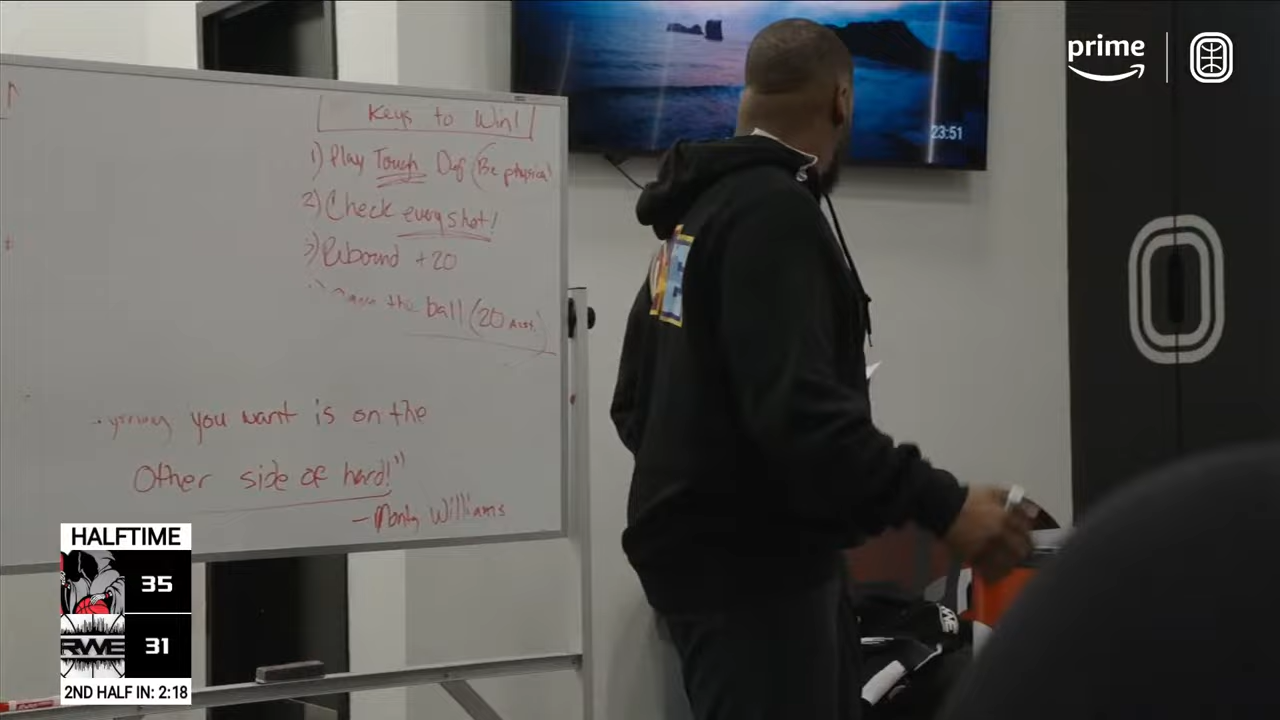 prime
23:51
Keys to Win!
1) Play Tough Def (Be physical
2) Check every shot!
3) Rebound +20
the ball (20 Asst.)
you want is on the
Other side of hard!"
- Monty Williams
HALFTIME
35
RWE
31
2ND HALF IN: 2:18